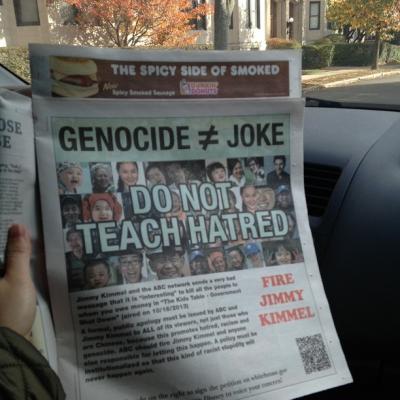 THE SPICY SIDE OF SMOKED
New
Spicy Smoked Sausage
DUNKIN' DONUTS
OSE
SE
GENOCIDE ≠ JOKE
DO NOT
TEACH HATRED
Jimmy Kimmel and the ABC network sends a very bad
message that it is "interesting" to kill all the people to
whom you owe money in "The Kids Table - Government
Shut Down" (aired on 10/16/2013)
A formal, public apology must be issued by ABC and
Jimmy Kimmel to ALL of its viewers, not just those who
are Chinese, because this promotes hatred, racism and
genocide. ABC should fire Jimmy Kimmel and anyone
else responsible for letting this happen. A policy must be
institutionalized so that this kind of racist stupidity will
never happen again.
FIRE
JIMMY
KIMMEL
on the right to sign the petition on whitehouse.gov
library to voice your concern!